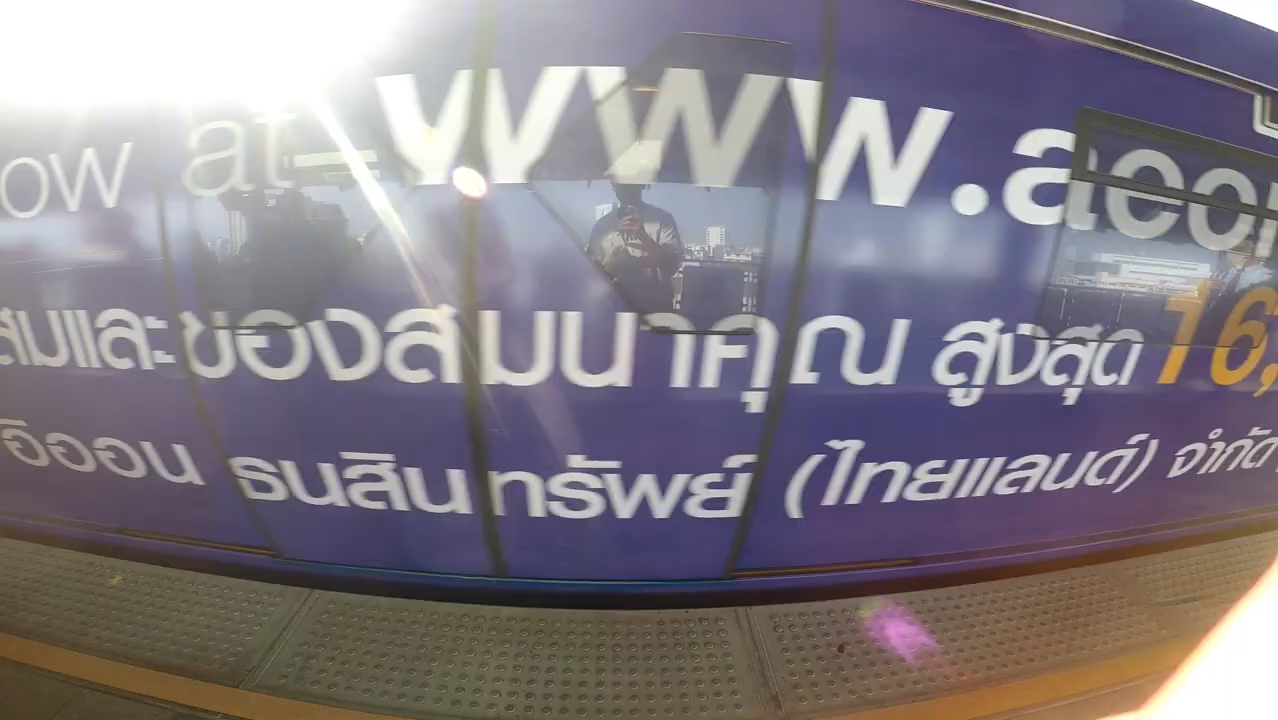 ow at www.aeon
สมและของสมนาคุณ สูงสุด 16,
อิออน ธนสินทรัพย์ (ไทยแลนด์) จำกัด